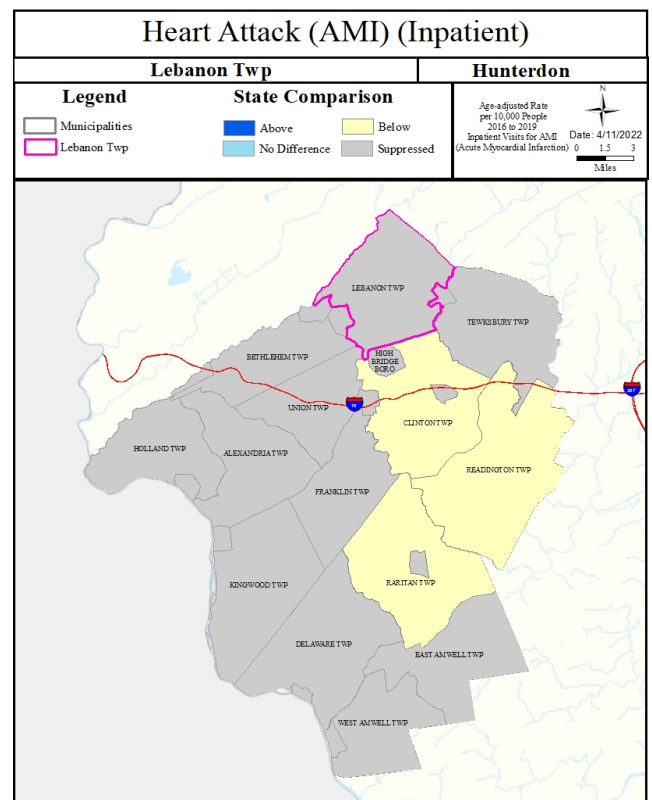 Heart Attack (AMI) (Inpatient)
Lebanon Twp
Hunterdon
Legend
Municipalities
Lebanon Twp
State Comparison
Above
Below
No Difference
Suppressed
Age-adjusted Rate
per 10,000 People
2016 to 2019
Inpatient Visits for AMI
(Acute Myocardial Infarction)
N
Date: 4/11/2022
0 1.5 3
Miles
LEBANON TWP
TEWKSBURY TWP
HIGH
BRIDGE
BORO
BETHLEHEM TWP
UNION TWP
78
287
CLINTON TWP
HOLLAND TWP
ALEXANDRIA TWP
READINGTON TWP
FRANKLIN TWP
KINGWOOD TWP
RARITAN TWP
DELAWARE TWP
EAST AMWELL TWP
WEST AMWELL TWP